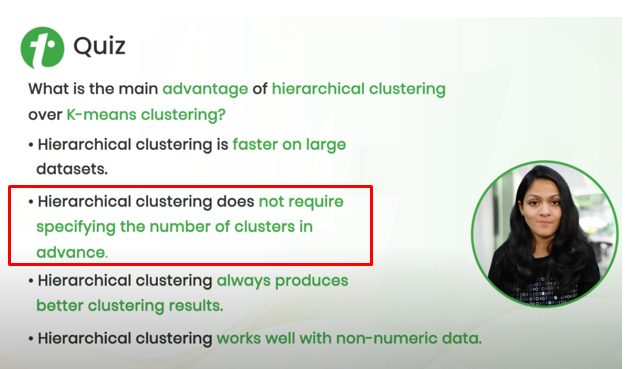 Quiz
What is the main advantage of hierarchical clustering
over K-means clustering?
• Hierarchical clustering is faster on large
datasets.
• Hierarchical clustering does not require
specifying the number of clusters in
advance.
• Hierarchical clustering always produces
better clustering results.
• Hierarchical clustering works well with non-numeric data.